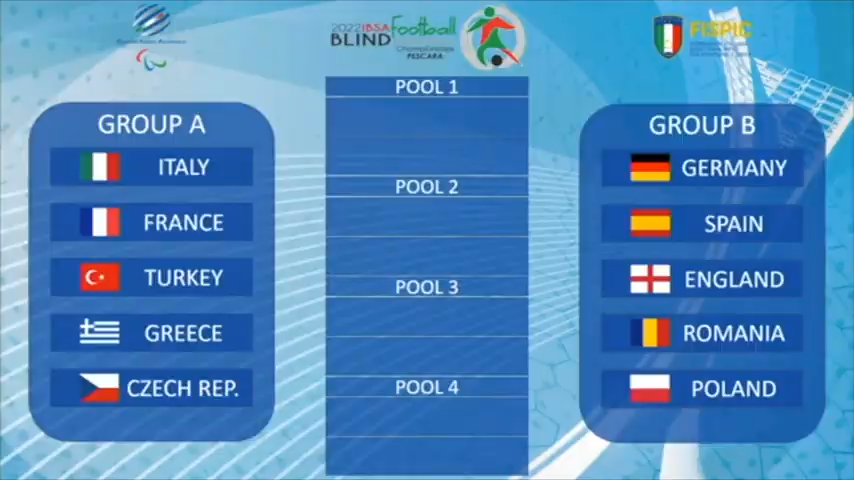 2022 IBSA
BLIND Football
Championships
PESCARA
FISPIC
POOL 1
POOL 2
POOL 3
POOL 4
GROUP A
ITALY
FRANCE
TURKEY
GREECE
CZECH REP.
GROUP B
GERMANY
SPAIN
ENGLAND
ROMANIA
POLAND